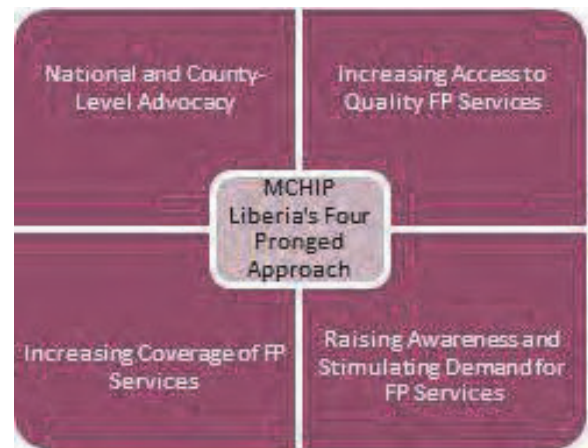 National and County-
Level Advocacy
Increasing Access to
Quality FP Services
MCHIP
Liberia's Four
Pronged
Approach
Increasing Coverage of FP
Services
Raising Awareness and
Stimulating Demand for
FP Services